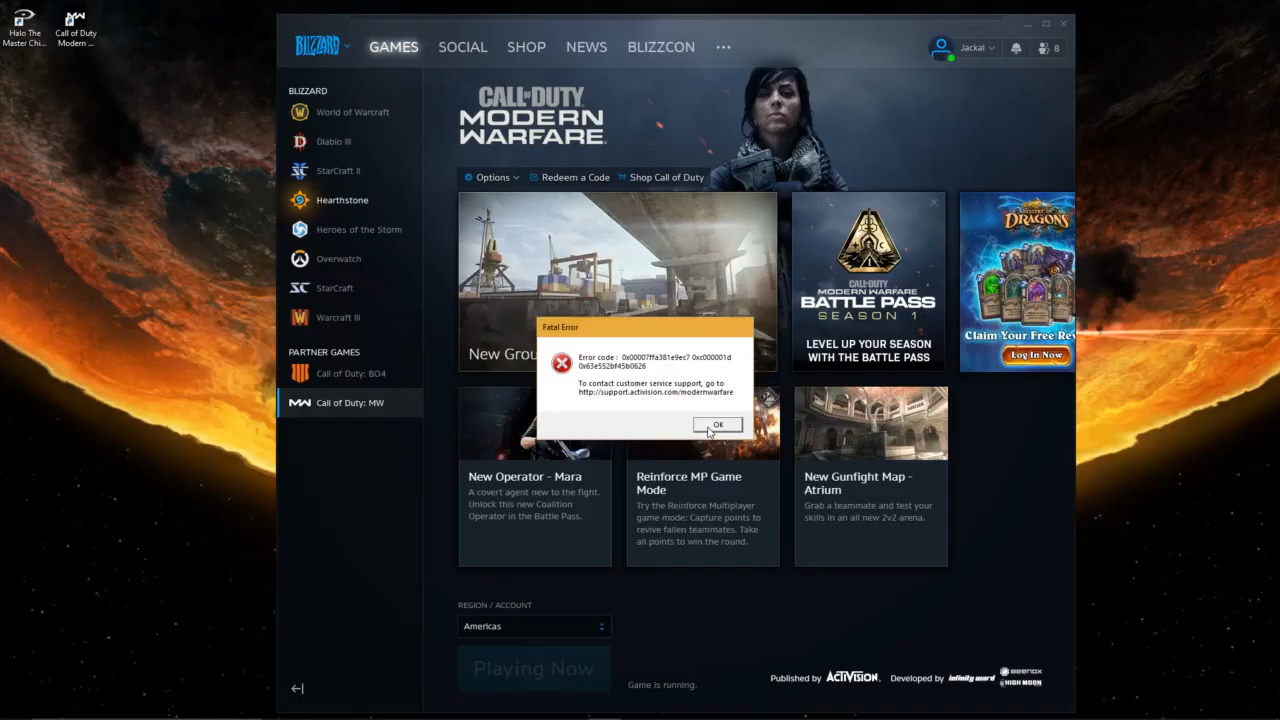 Halo The
Master Chi...
Call of Duty
Modern ...
BLIZZARD
GAMES
SOCIAL
SHOP
NEWS
BLIZZCON
Jackal
8
BLIZZARD
World of Warcraft
Diablo III
StarCraft II
Hearthstone
Heroes of the Storm
Overwatch
StarCraft
Warcraft III
PARTNER GAMES
Call of Duty: BO4
Call of Duty: MW
CALL OF DUTY
MODERN
WARFARE
Options
Redeem a Code
Shop Call of Duty
New Grou
CALL OF DUTY
MODERN WARFARE
BATTLE PASS
SEASON 1
LEVEL UP YOUR SEASON
WITH THE BATTLE PASS
DESCENT OF
DRAGONS
Claim Your Free Rev
Log In Now
Fatal Error
Error code : 0x00007ffa381e9ec7 0xc000001d
0x63e552bf45b0626
To contact customer service support, go to
http://support.activision.com/modernwarfare
OK
New Operator - Mara
A covert agent new to the fight.
Unlock this new Coalition
Operator in the Battle Pass.
Reinforce MP Game
Mode
Try the Reinforce Multiplayer
game mode: Capture points to
revive fallen teammates. Take
all points to win the round.
New Gunfight Map -
Atrium
Grab a teammate and test your
skills in an all new 2v2 arena.
REGION / ACCOUNT
Americas
Playing Now
Game is running.
Published by ACTIVISION
Developed by infinity ward
BEENOX
HIGH MOON